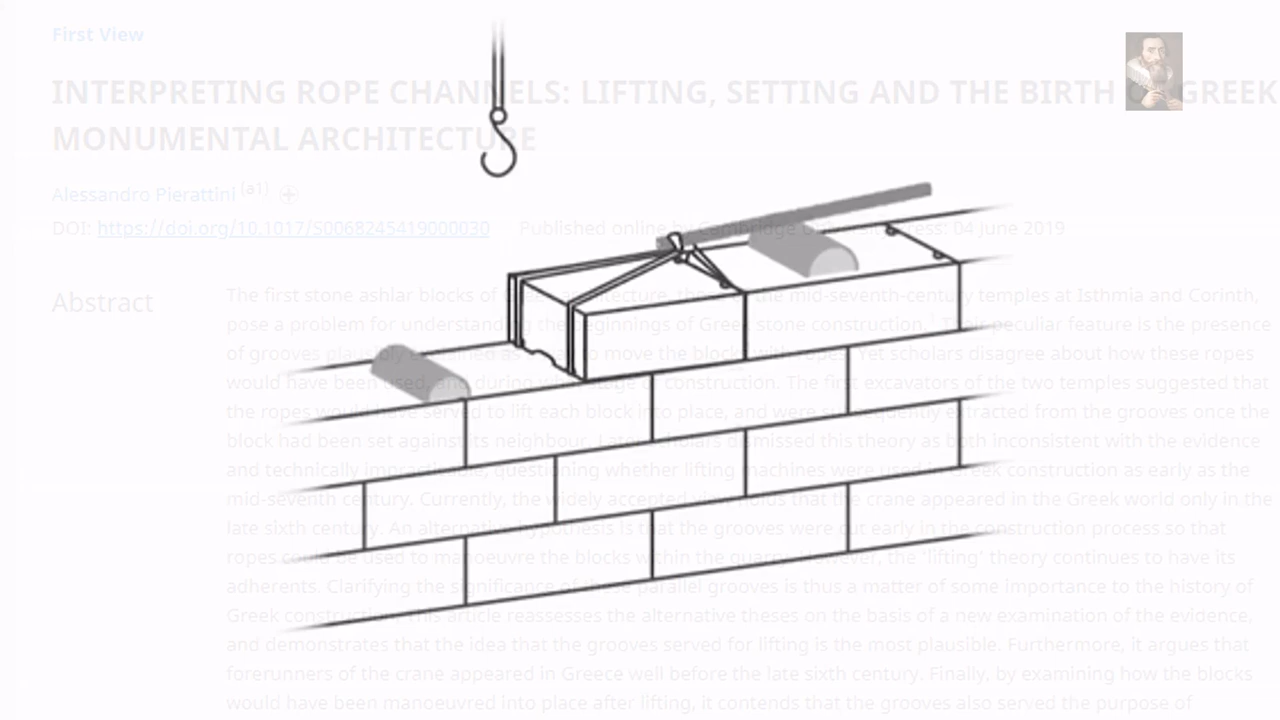 First View
INTERPRETING ROPE CHANNELS: LIFTING, SETTING AND THE BIRTH GREEK
MONUMENTAL ARCHITECTURE
Alessandro Pierattini [a1]
DOI: https://doi.org/10.1017/S0068245419000030 Published online by Cambridge University Press: 04 June 2019
Abstract
The first stone ashlar blocks of Greek architecture, those of the mid-seventh-century temples at Isthmia and Corinth,
pose a problem for understanding the beginnings of Greek stone construction.1 Their peculiar feature is the presence
of grooves plausibly explained as a means to move the blocks with ropes. Yet scholars disagree about how these ropes
would have been used, and during which stage of construction. The first excavators of the two temples suggested that
the ropes would have served to lift each block into place, and were subsequently extracted from the grooves once the
block had been set against its neighbour. Later scholars dismissed this theory as both inconsistent with the evidence
and technically impracticable, questioning whether lifting machines were used in Greek construction as early as the
mid-seventh century. Currently, the widely accepted view holds that the crane appeared in the Greek world only in the
late sixth century. An alternative hypothesis is that the grooves were cut early in the construction process so that
ropes could be used to manoeuvre the blocks within the quarry. However, the 'lifting' theory continues to have its
adherents. Clarifying the significance of these parallel grooves is thus a matter of some importance to the history of
Greek construction. This article reassesses the alternative theses on the basis of a new examination of the evidence,
and demonstrates that the idea that the grooves served for lifting is the most plausible. Furthermore, it argues that
forerunners of the crane appeared in Greece well before the late sixth century. Finally, by examining how the blocks
would have been manoeuvred into place after lifting, it contends that the grooves also served the purpose of